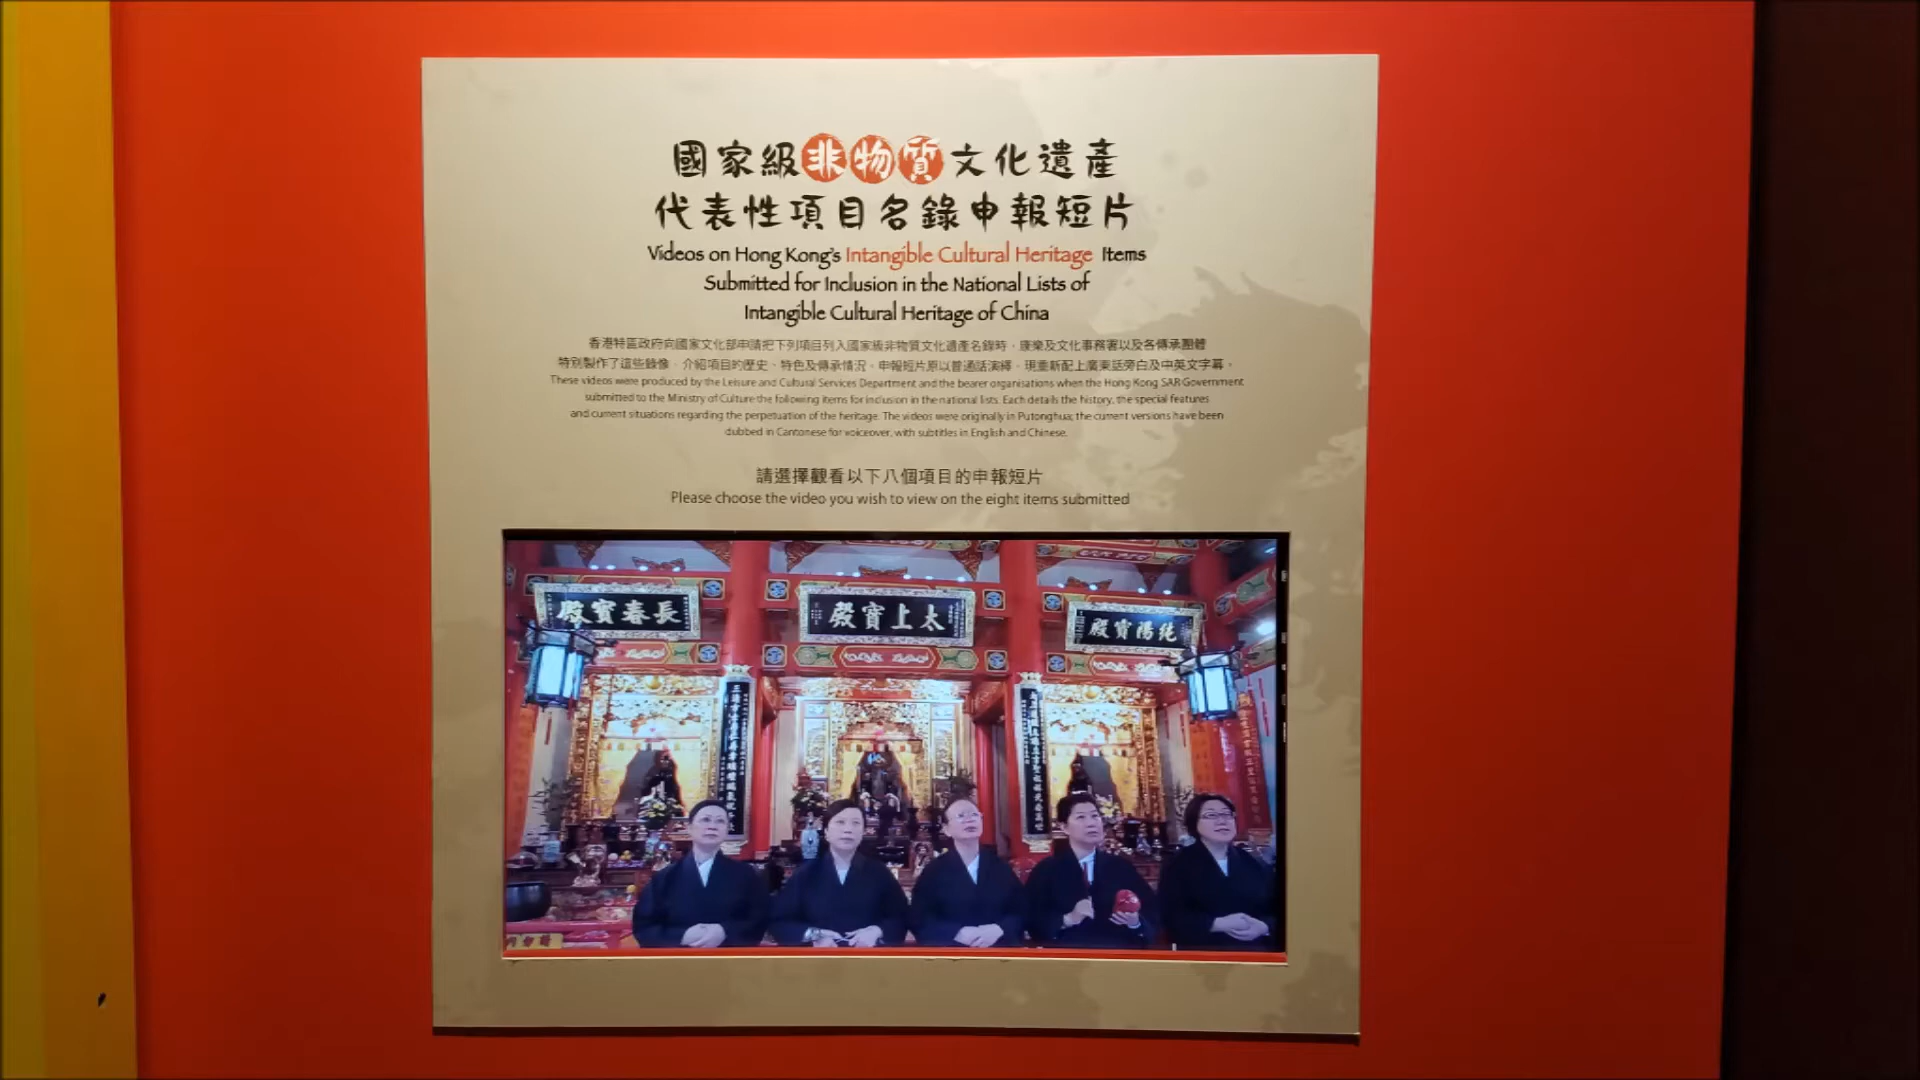 國家級非物質文化遺產
代表性項目名錄申報短片
Videos on Hong Kong's Intangible Cultural Heritage Items
Submitted for Inclusion in the National Lists of
Intangible Cultural Heritage of China
香港特區政府向國家文化部申請把下列項目列入國家級非物質文化遺產名錄時，康樂及文化事務署以及各傳承團體
特別製作了這些錄像，介紹項目的歷史、特色及傳承情況。申報短片原以普通話演繹，現重新配上廣東話旁白及中英文字幕。
These videos were produced by the Leisure and Cultural Services Department and the bearer organisations when the Hong Kong SAR Government
submitted to the Ministry of Culture the following items for inclusion in the national lists. Each details the history, the special features
and current situations regarding the perpetuation of the heritage. The videos were originally in Putonghua; the current versions have been
dubbed in Cantonese for voiceover, with subtitles in English and Chinese.
請選擇觀看以下八個項目的申報短片
Please choose the video you wish to view on the eight items submitted
殿寶春長
殿寶上太
殿寶陽純